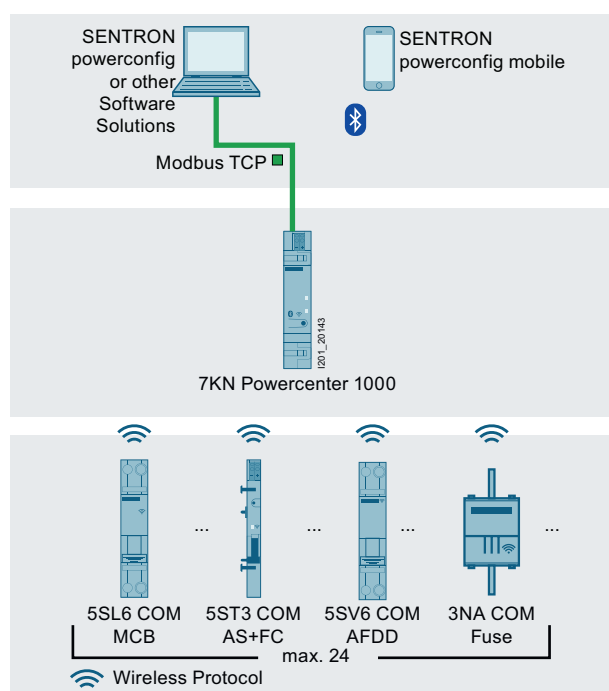 SENTRON
powerconfig
or other
Software
Solutions
SENTRON
powerconfig mobile
Modbus TCP
I201_20143
7KN Powercenter 1000
... ... ... ...
5SL6 COM 5ST3 COM 5SV6 COM 3NA COM
MCB AS+FC AFDD Fuse
max. 24
Wireless Protocol